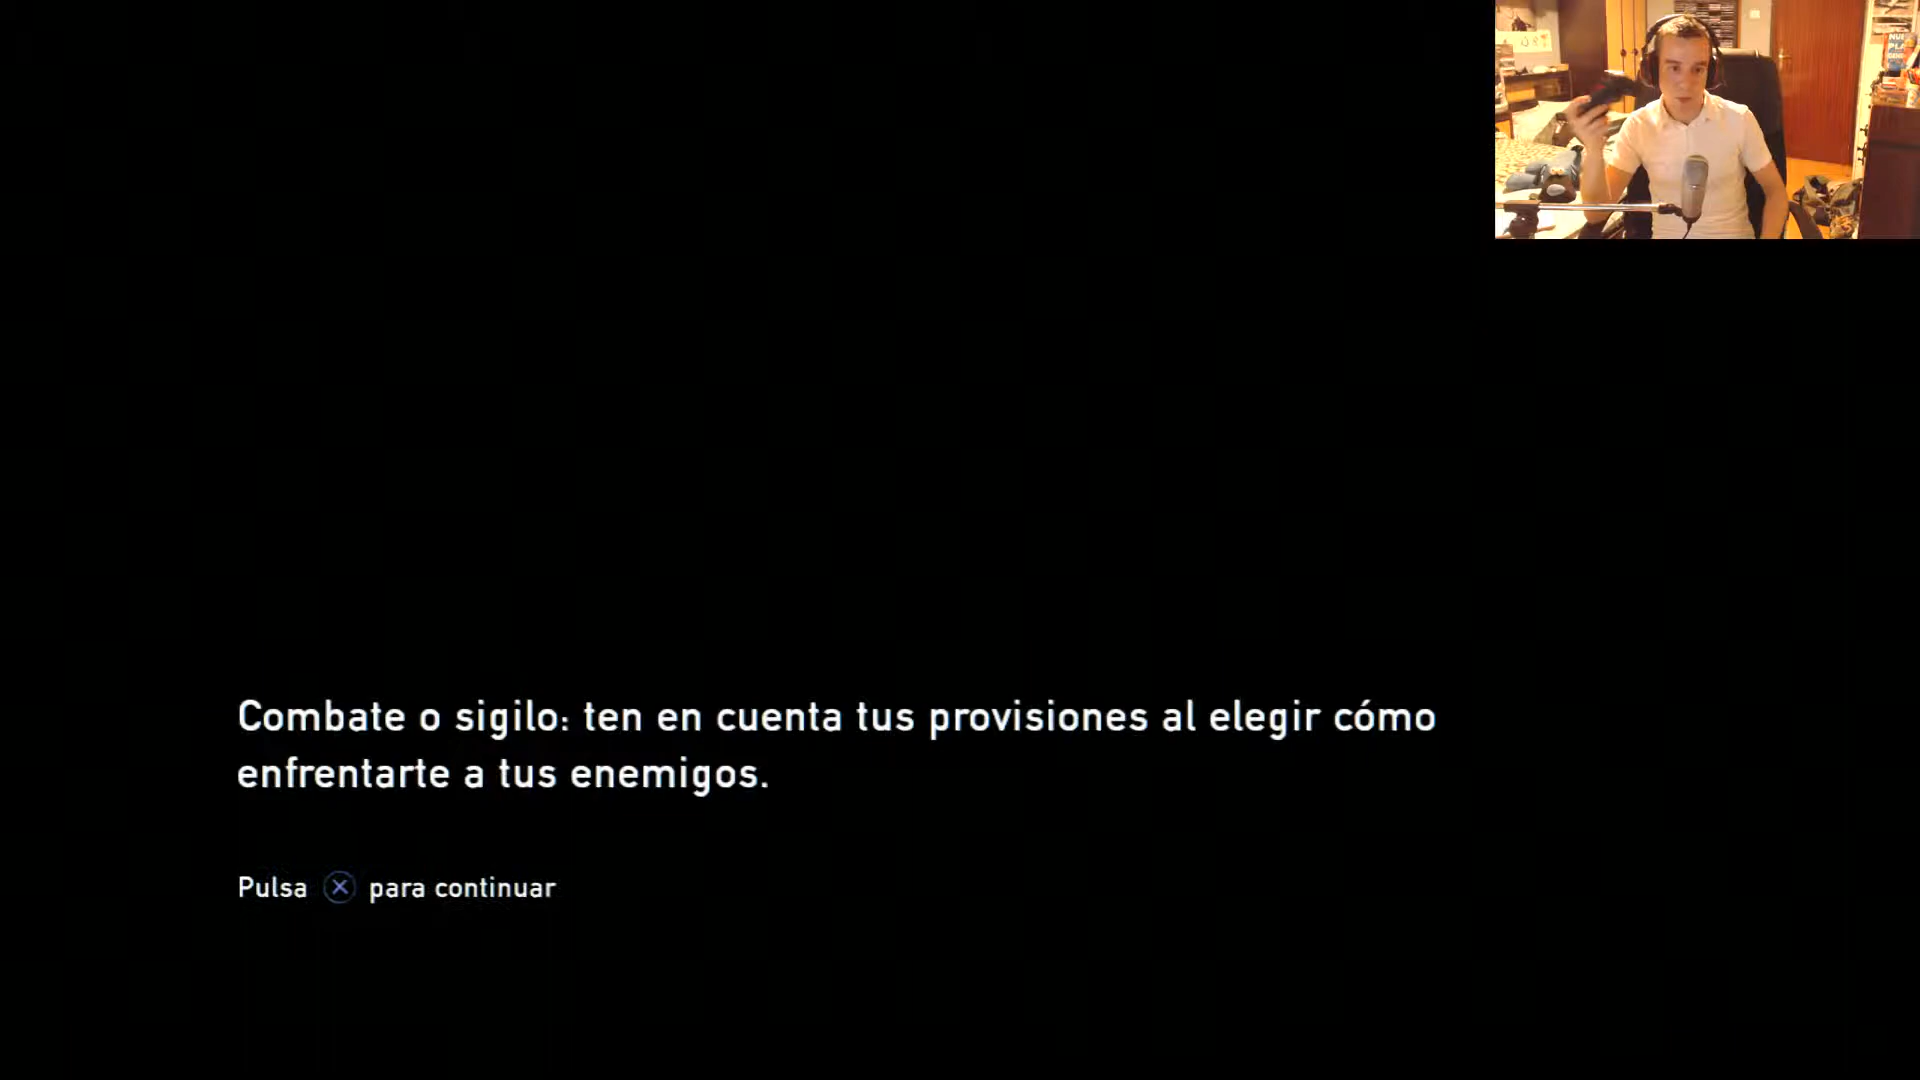 Combate o sigilo: ten en cuenta tus provisiones al elegir cómo
enfrentarte a tus enemigos.
Pulsa ⓧ para continuar